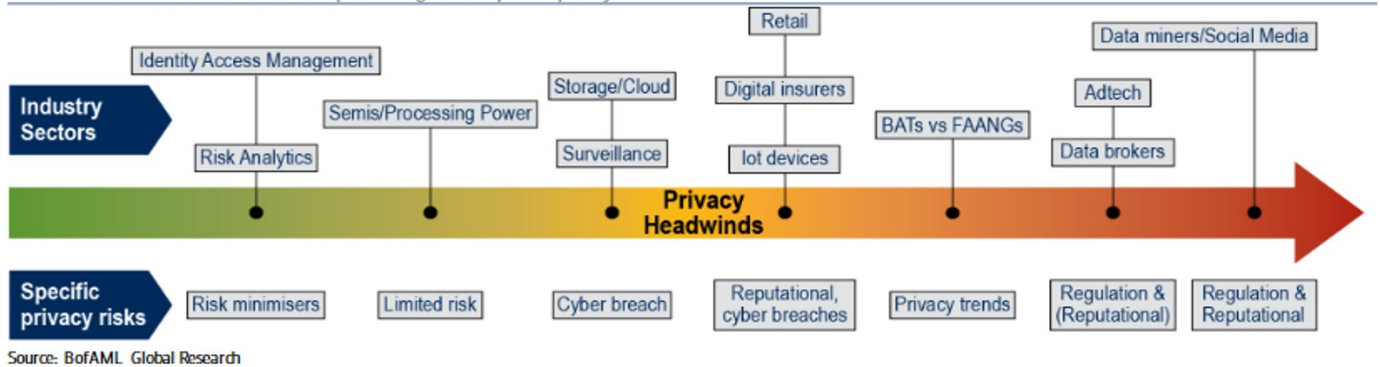 Retail
Data miners/Social Media
Identity Access Management
Storage/Cloud
Digital insurers
Adtech
Industry
Sectors
Semis/Processing Power
BATs vs FAANGs
Risk Analytics
Surveillance
Iot devices
Data brokers
Privacy
Headwinds
Specific
privacy risks
Risk minimisers
Limited risk
Cyber breach
Reputational,
cyber breaches
Privacy trends
Regulation &
(Reputational)
Regulation &
Reputational
Source: BofAML Global Research